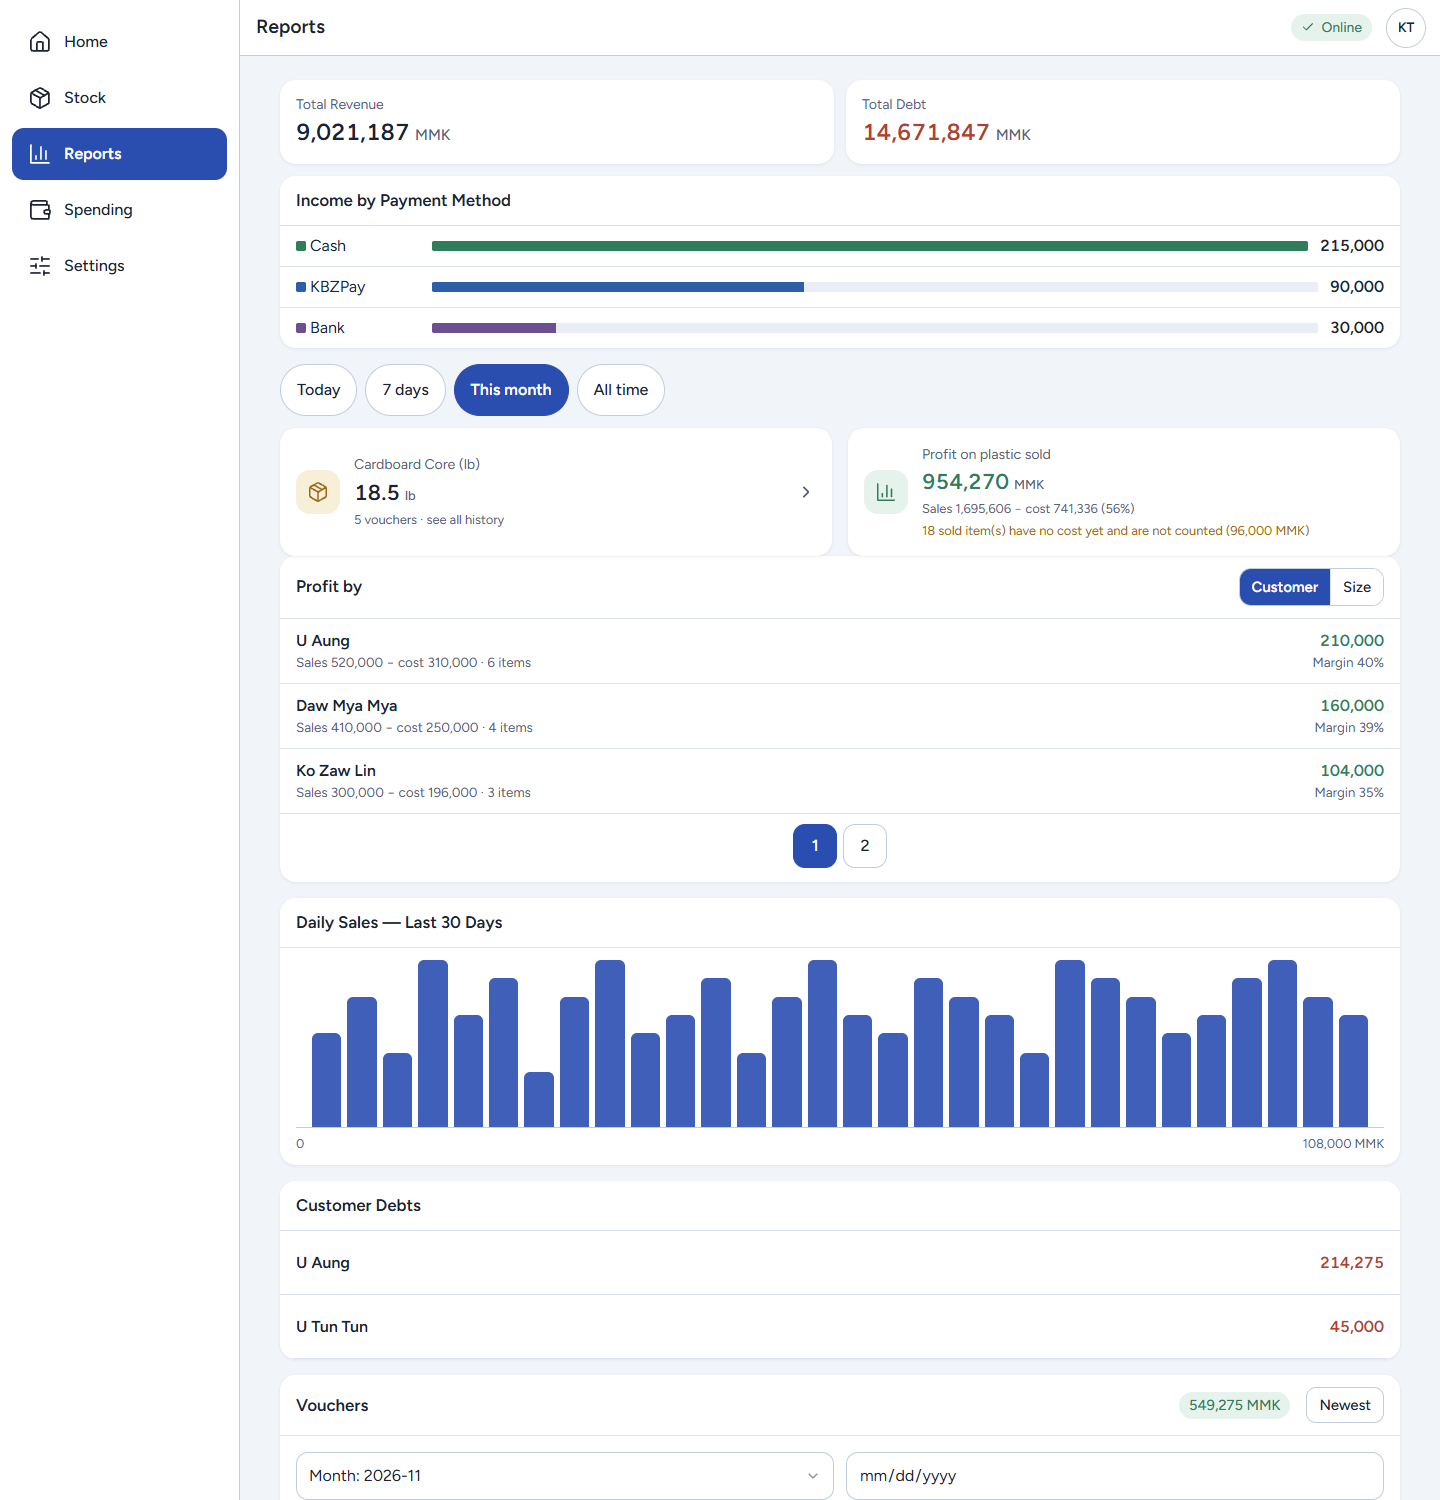 Home
Stock
Reports
Spending
Settings
Reports
Online
KT
Total Revenue
9,021,187 MMK
Total Debt
14,671,847 MMK
Income by Payment Method
Cash 215,000
KBZPay 90,000
Bank 30,000
Today 7 days This month All time
Cardboard Core (lb)
18.5 lb
5 vouchers · see all history
Profit on plastic sold
954,270 MMK
Sales 1,695,606 − cost 741,336 (56%)
18 sold item(s) have no cost yet and are not counted (96,000 MMK)
Profit by Customer Size
U Aung 210,000
Sales 520,000 − cost 310,000 · 6 items Margin 40%
Daw Mya Mya 160,000
Sales 410,000 − cost 250,000 · 4 items Margin 39%
Ko Zaw Lin 104,000
Sales 300,000 − cost 196,000 · 3 items Margin 35%
1 2
Daily Sales — Last 30 Days
0 108,000 MMK
Customer Debts
U Aung 214,275
U Tun Tun 45,000
Vouchers 549,275 MMK Newest
Month: 2026-11 mm/dd/yyyy